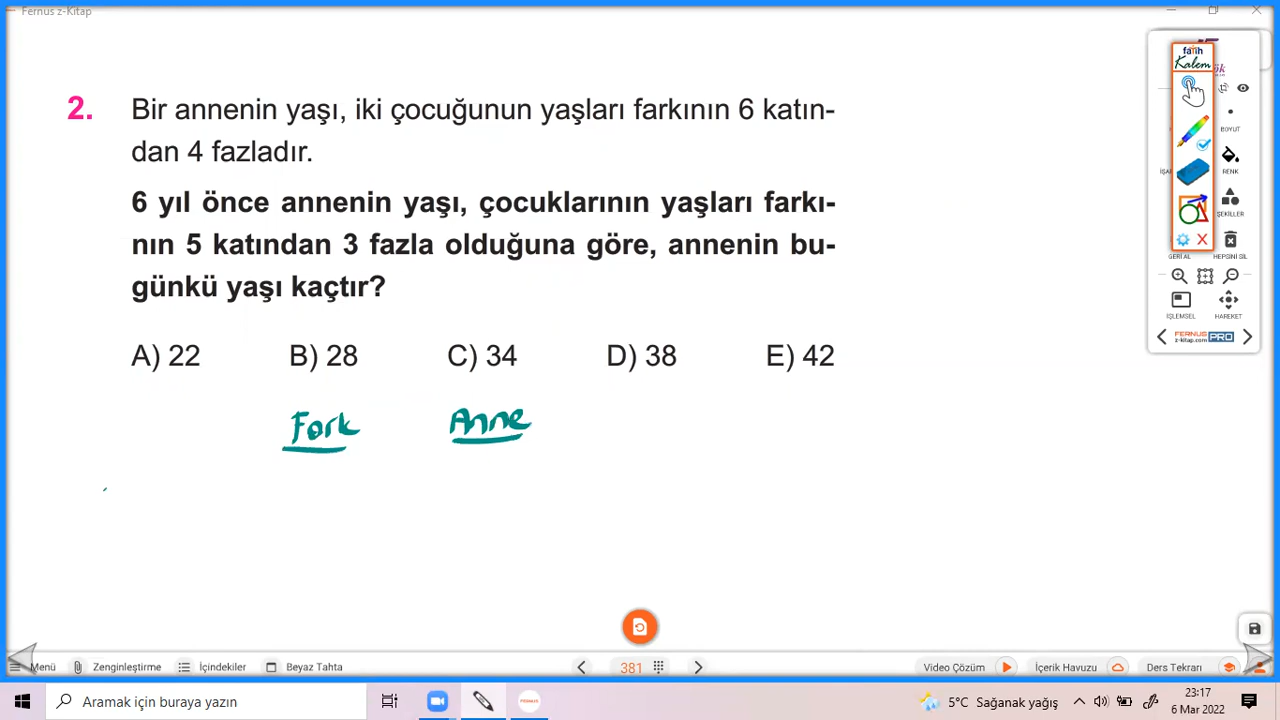 Fernus z-Kitap
2. Bir annenin yaşı, iki çocuğunun yaşları farkının 6 katın-
dan 4 fazladır.
6 yıl önce annenin yaşı, çocuklarının yaşları farkı-
nın 5 katından 3 fazla olduğuna göre, annenin bu-
günkü yaşı kaçtır?
A) 22 B) 28 C) 34 D) 38 E) 42
Fark Anne
fatih
Kalem
BOYUT
RENK
ŞEKİLLER
GERİ AL HEPSİNİ SİL
İŞLEMSEL HAREKET
FERNUS
z-kitap.com PRO
Menü Zenginleştirme İçindekiler Beyaz Tahta 381 Video Çözüm İçerik Havuzu Ders Tekrarı
Aramak için buraya yazın FERNUS 5°C Sağanak yağış 23:17
6 Mar 2022